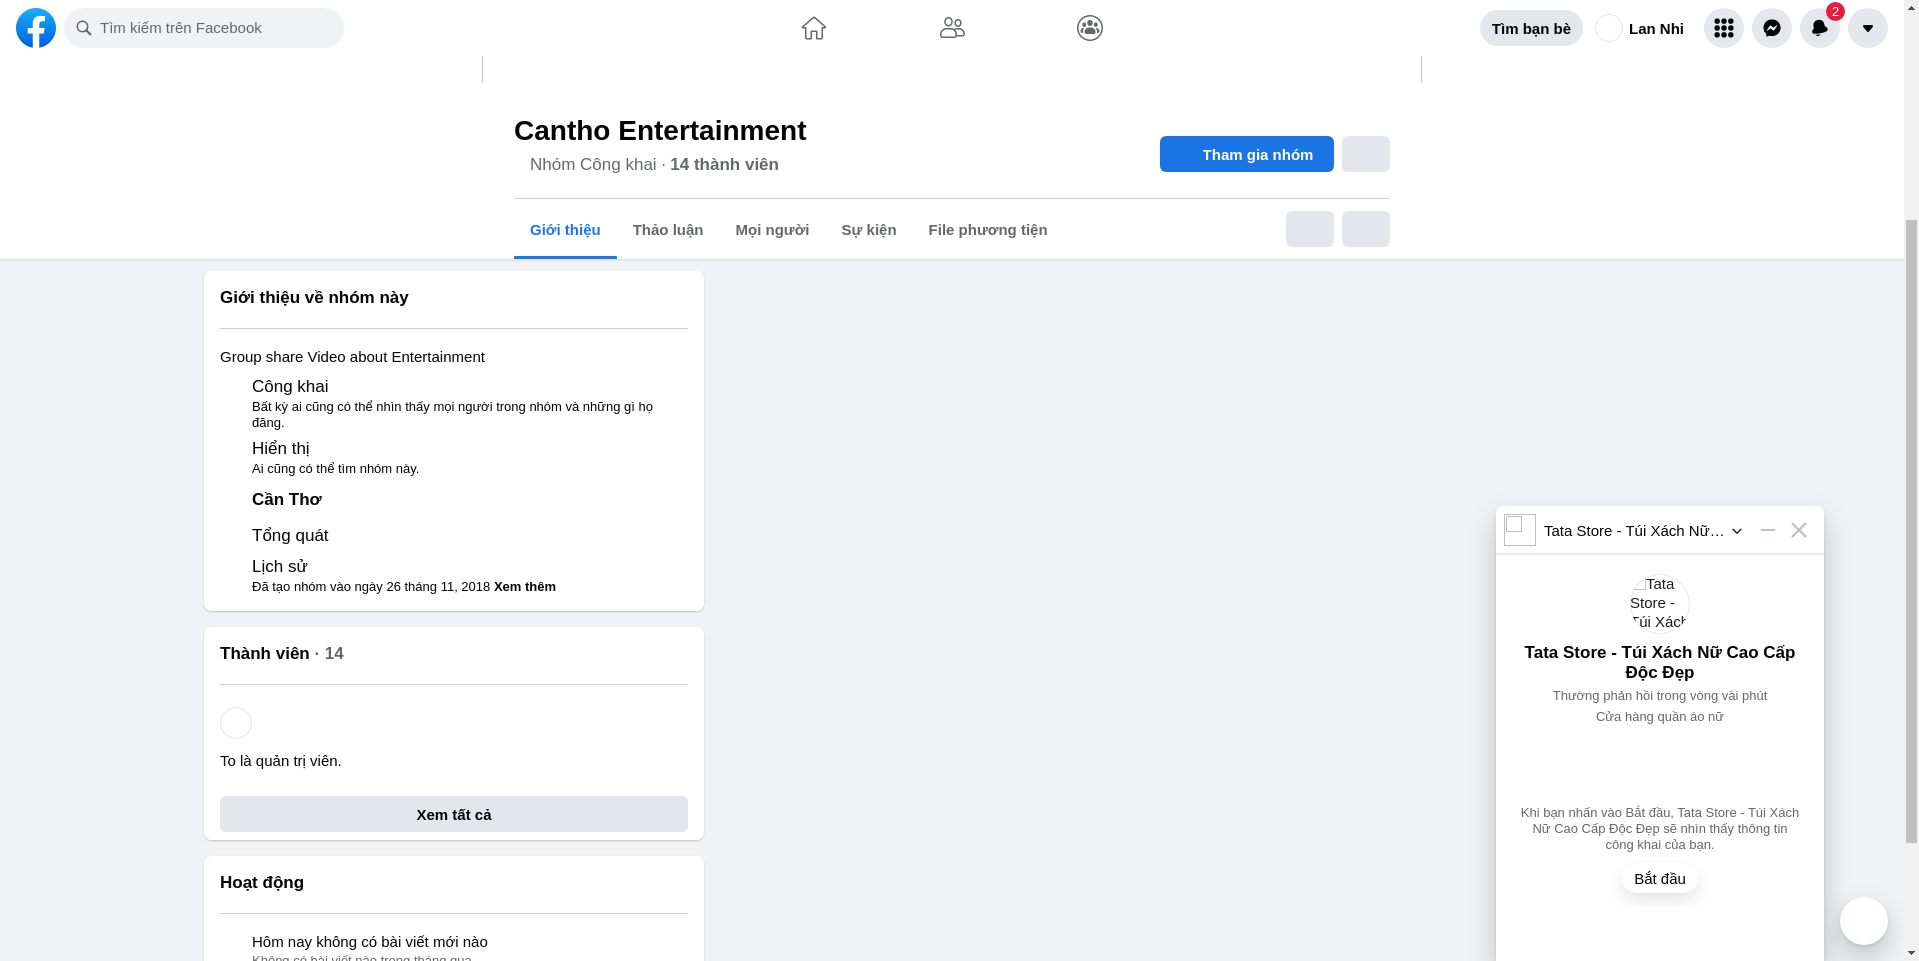 Tìm kiếm trên Facebook
Tìm bạn bè
Lan Nhi
2
Cantho Entertainment
Nhóm Công khai · 14 thành viên
Tham gia nhóm
Giới thiệu
Thảo luận
Mọi người
Sự kiện
File phương tiện
Giới thiệu về nhóm này
Group share Video about Entertainment
Công khai
Bất kỳ ai cũng có thể nhìn thấy mọi người trong nhóm và những gì họ
đăng.
Hiển thị
Ai cũng có thể tìm nhóm này.
Cần Thơ
Tổng quát
Lịch sử
Đã tạo nhóm vào ngày 26 tháng 11, 2018 Xem thêm
Thành viên · 14
To là quản trị viên.
Xem tất cả
Hoạt động
Hôm nay không có bài viết mới nào
Không có bài viết nào trong tháng qua
Tata Store - Túi Xách Nữ…
Tata
Store -
Túi Xách
Tata Store - Túi Xách Nữ Cao Cấp
Độc Đẹp
Thường phản hồi trong vòng vài phút
Cửa hàng quần áo nữ
Khi bạn nhấn vào Bắt đầu, Tata Store - Túi Xách
Nữ Cao Cấp Độc Đẹp sẽ nhìn thấy thông tin
công khai của bạn.
Bắt đầu